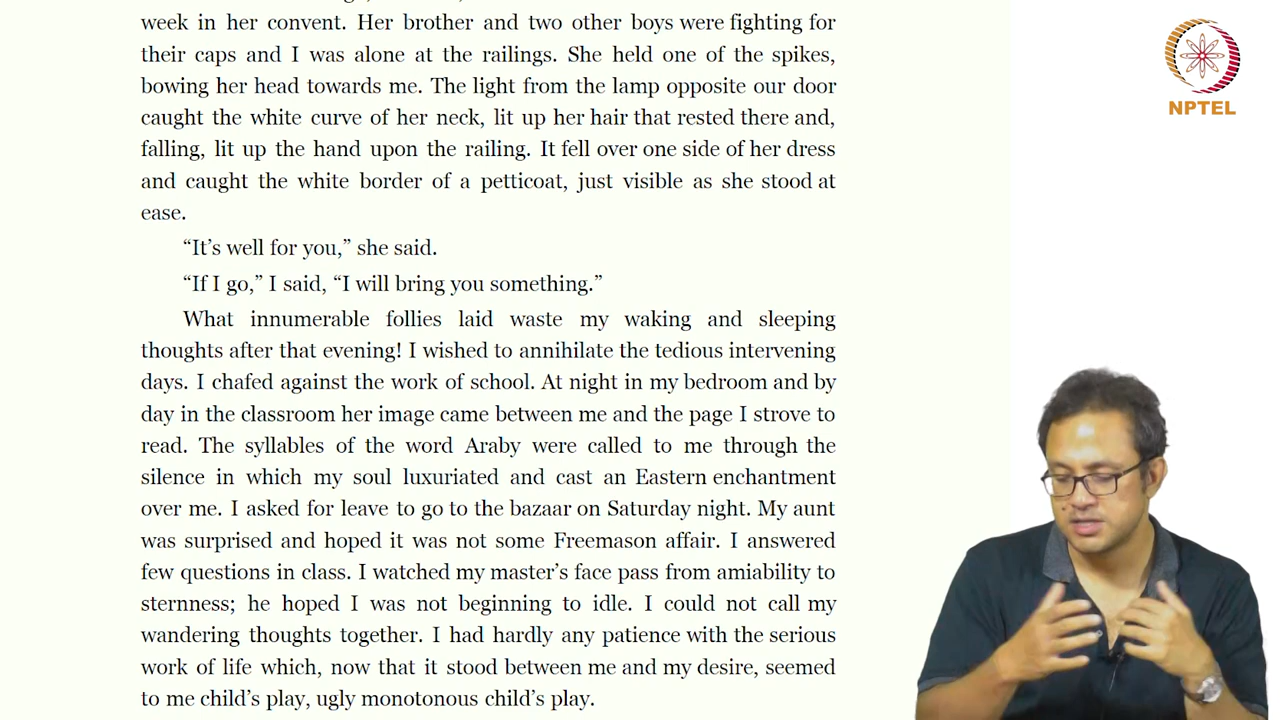 week in her convent. Her brother and two other boys were fighting for
their caps and I was alone at the railings. She held one of the spikes,
bowing her head towards me. The light from the lamp opposite our door
caught the white curve of her neck, lit up her hair that rested there and,
falling, lit up the hand upon the railing. It fell over one side of her dress
and caught the white border of a petticoat, just visible as she stood at
ease.
“It’s well for you,” she said.
“If I go,” I said, “I will bring you something.”
What innumerable follies laid waste my waking and sleeping
thoughts after that evening! I wished to annihilate the tedious intervening
days. I chafed against the work of school. At night in my bedroom and by
day in the classroom her image came between me and the page I strove to
read. The syllables of the word Araby were called to me through the
silence in which my soul luxuriated and cast an Eastern enchantment
over me. I asked for leave to go to the bazaar on Saturday night. My aunt
was surprised and hoped it was not some Freemason affair. I answered
few questions in class. I watched my master’s face pass from amiability to
sternness; he hoped I was not beginning to idle. I could not call my
wandering thoughts together. I had hardly any patience with the serious
work of life which, now that it stood between me and my desire, seemed
to me child’s play, ugly monotonous child’s play.
NPTEL